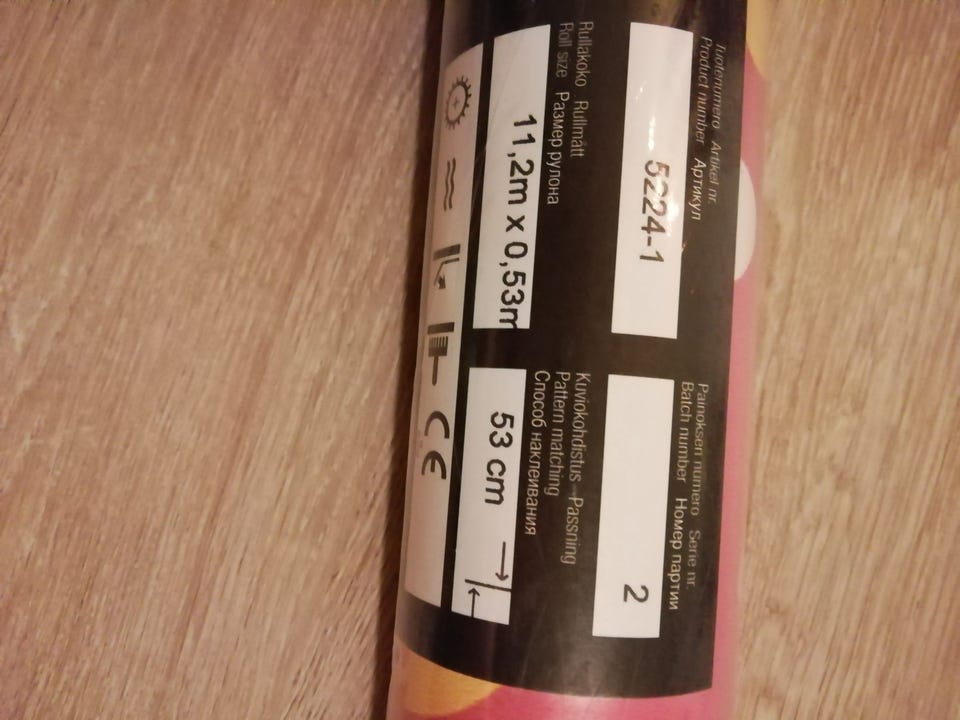 Tuotenumero Artikel nr.
Product number Артикул
5224-1
Painoksen numero Serie nr.
Batch number Номер партии
2
Rullakoko Rullmått
Roll size Размер рулона
11,2m x 0,53m
Kuviokohdistus Passning
Pattern matching
Способ наклеивания
53 cm
CE